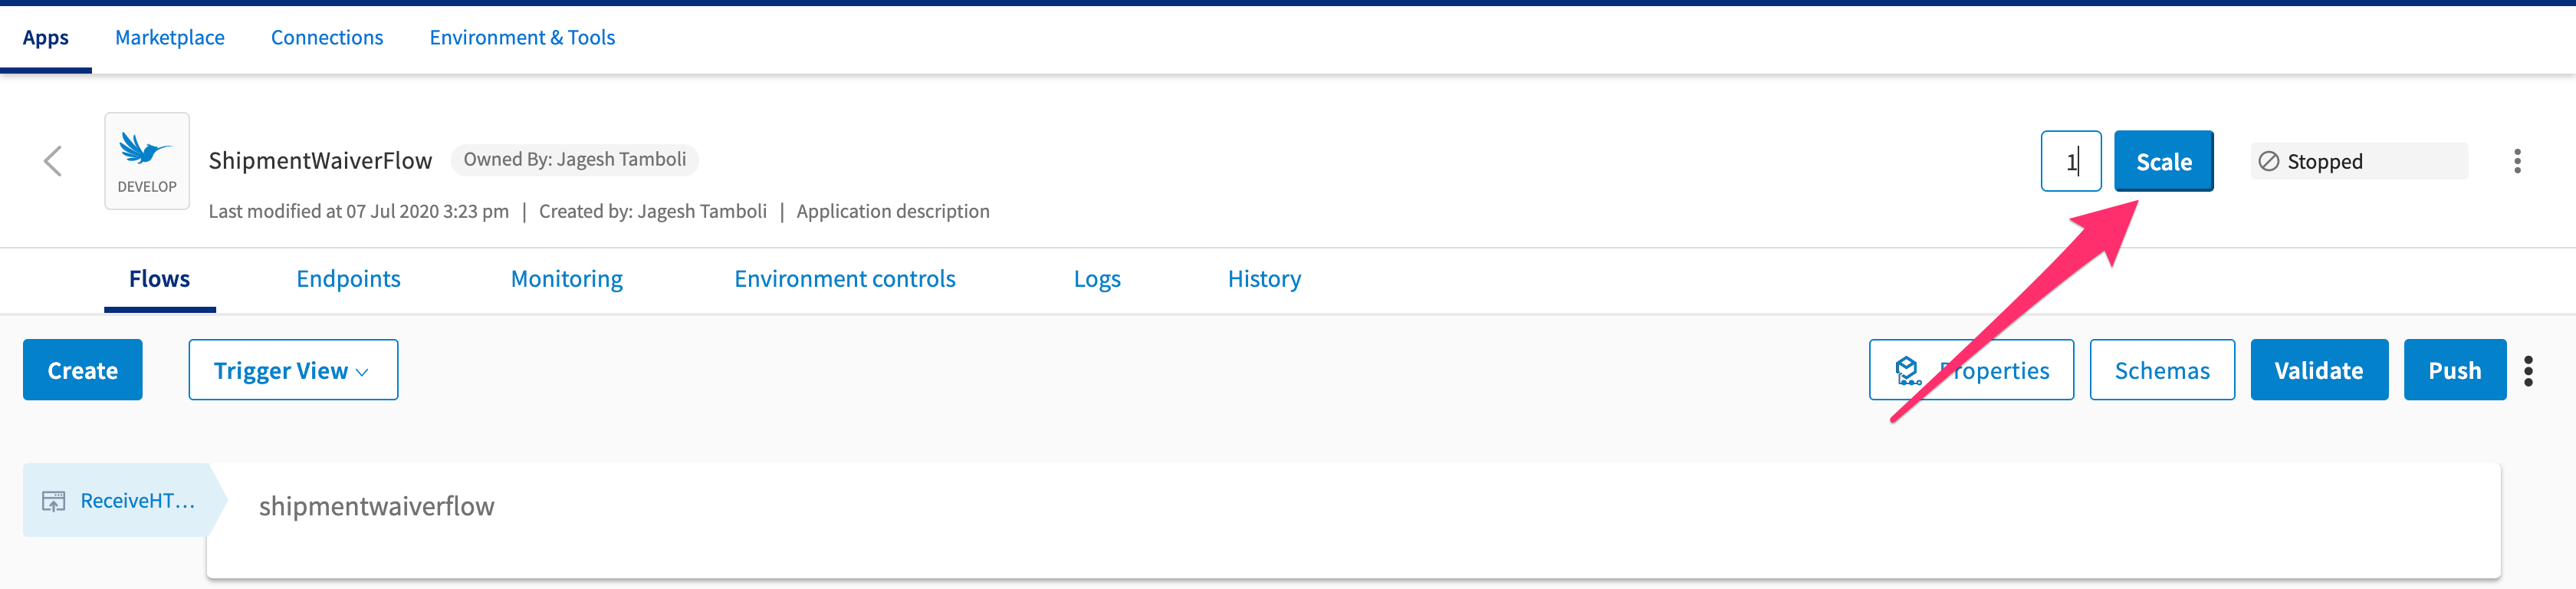 Apps Marketplace Connections Environment & Tools
DEVELOP
ShipmentWaiverFlow Owned By: Jagesh Tamboli
1 Scale Stopped
Last modified at 07 Jul 2020 3:23 pm | Created by: Jagesh Tamboli | Application description
Flows Endpoints Monitoring Environment controls Logs History
Create Trigger View Properties Schemas Validate Push
ReceiveHT... shipmentwaiverflow